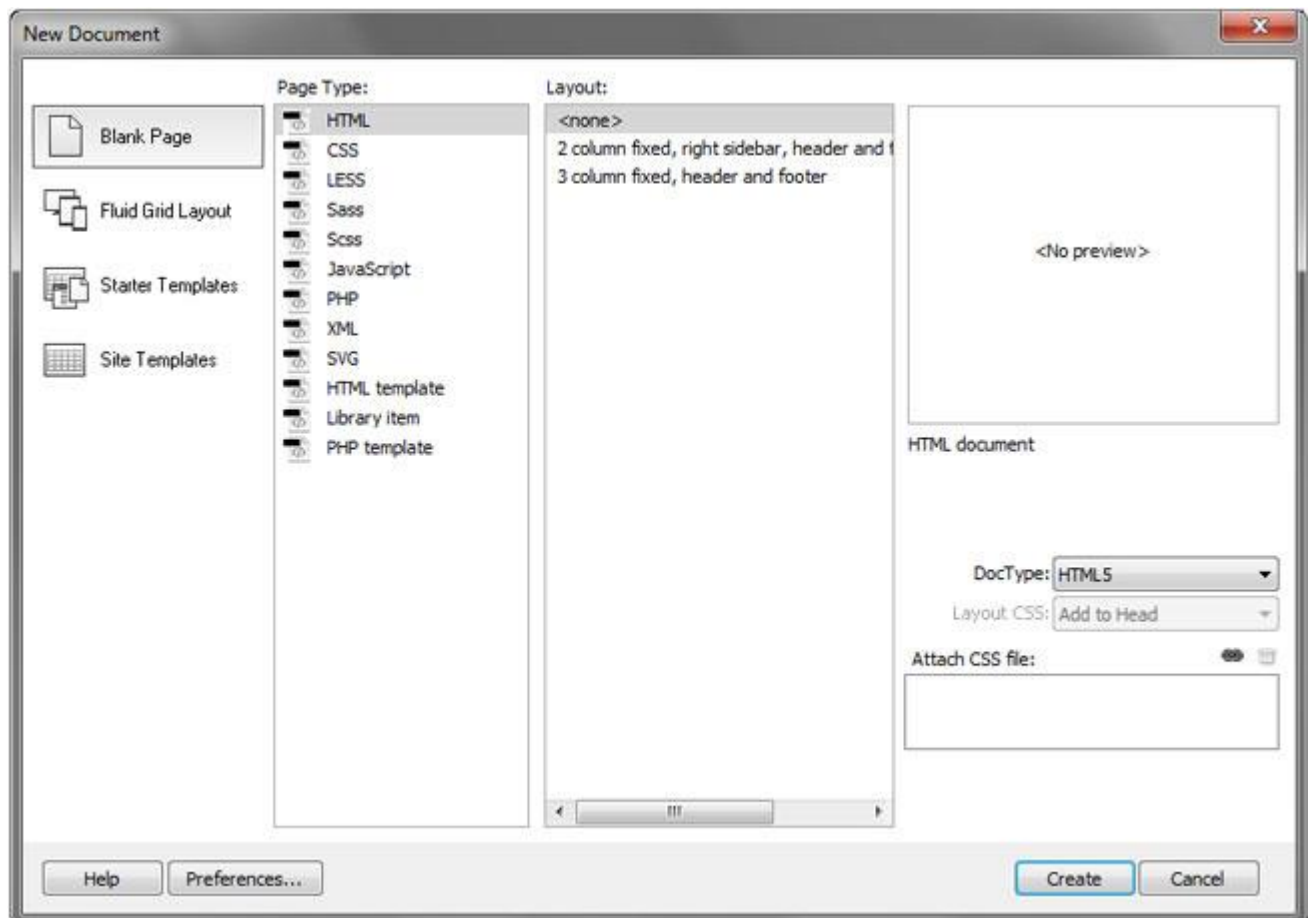 New Document
Blank Page
Fluid Grid Layout
Starter Templates
Site Templates
Page Type:
HTML
CSS
LESS
Sass
Scss
JavaScript
PHP
XML
SVG
HTML template
Library item
PHP template
Layout:
<none>
2 column fixed, right sidebar, header and
3 column fixed, header and footer
<No preview>
HTML document
DocType: HTML5
Layout CSS: Add to Head
Attach CSS file:
Help
Preferences...
Create
Cancel